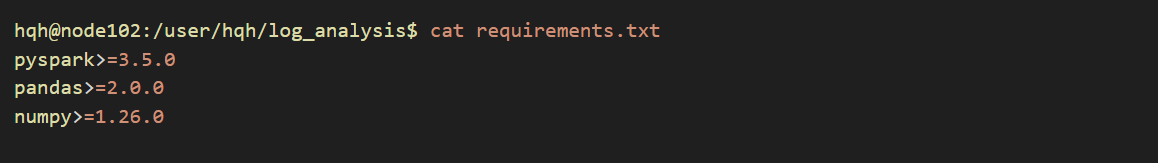 hqh@node102:/user/hqh/log_analysis$ cat requirements.txt
pyspark>=3.5.0
pandas>=2.0.0
numpy>=1.26.0